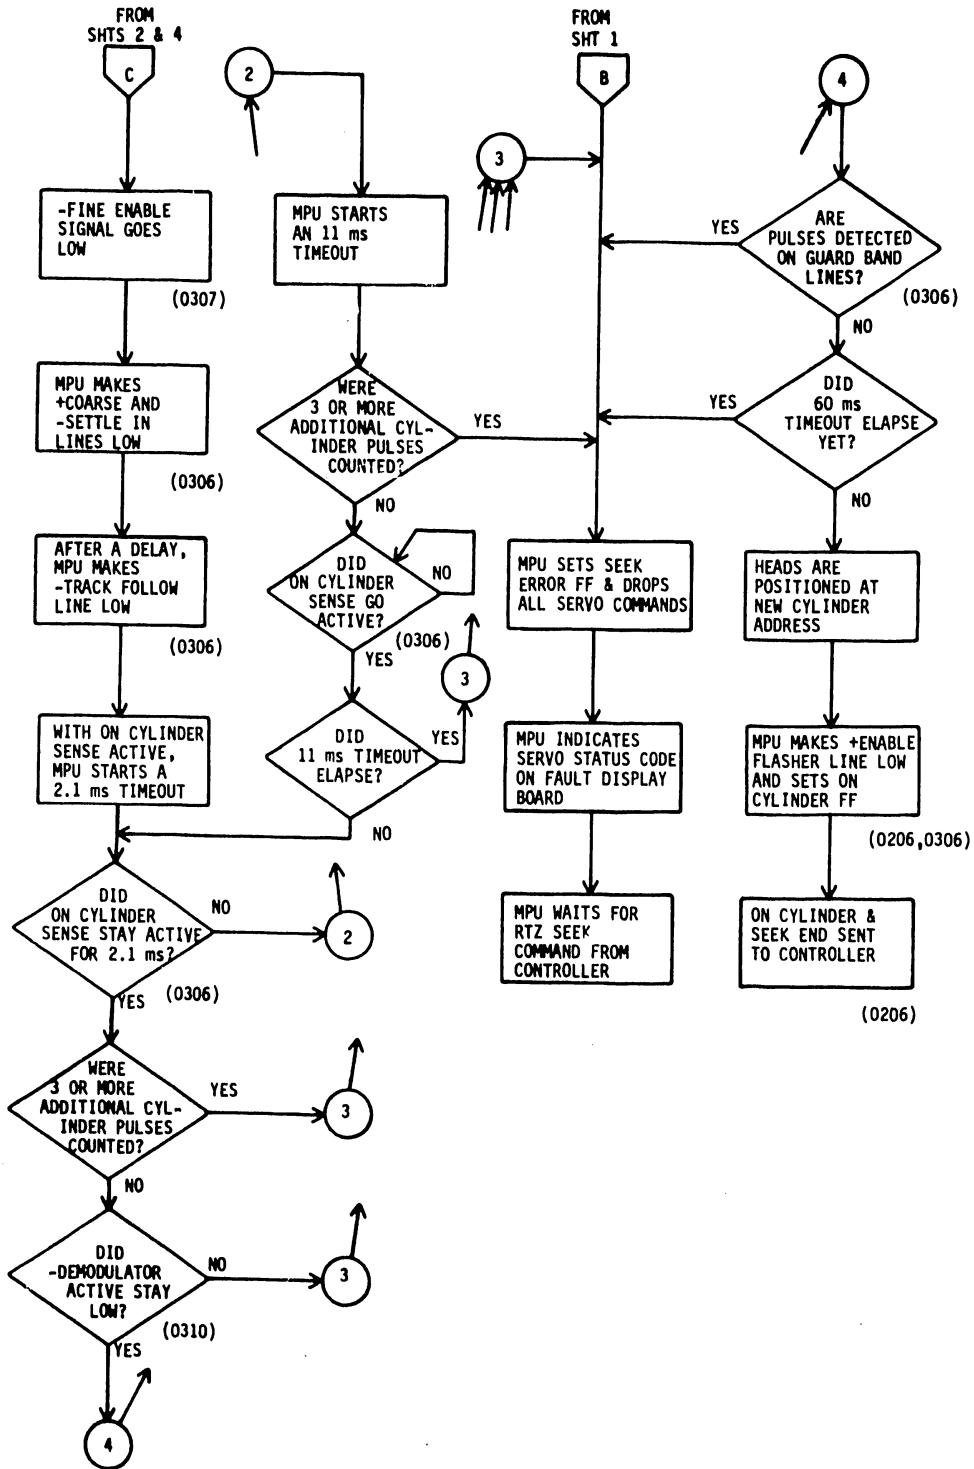 FROM
SHTS 2 & 4
C
-FINE ENABLE
SIGNAL GOES
LOW
(0307)
MPU MAKES
+COARSE AND
-SETTLE IN
LINES LOW
(0306)
AFTER A DELAY,
MPU MAKES
-TRACK FOLLOW
LINE LOW
(0306)
WITH ON CYLINDER
SENSE ACTIVE,
MPU STARTS A
2.1 ms TIMEOUT
DID
ON CYLINDER
SENSE STAY ACTIVE
FOR 2.1 ms?
NO
2
YES
(0306)
WERE
3 OR MORE
ADDITIONAL CYL-
INDER PULSES
COUNTED?
YES
3
NO
DID
-DEMODULATOR
ACTIVE STAY
LOW?
NO
3
(0310)
YES
4
2
MPU STARTS
AN 11 ms
TIMEOUT
WERE
3 OR MORE
ADDITIONAL CYL-
INDER PULSES
COUNTED?
YES
NO
DID
ON CYLINDER
SENSE GO
ACTIVE?
NO
(0306)
YES
3
DID
11 ms TIMEOUT
ELAPSE?
YES
NO
FROM
SHT 1
B
3
MPU SETS SEEK
ERROR FF & DROPS
ALL SERVO COMMANDS
MPU INDICATES
SERVO STATUS CODE
ON FAULT DISPLAY
BOARD
MPU WAITS FOR
RTZ SEEK
COMMAND FROM
CONTROLLER
4
ARE
PULSES DETECTED
ON GUARD BAND
LINES?
YES
(0306)
NO
DID
60 ms
TIMEOUT ELAPSE
YET?
YES
NO
HEADS ARE
POSITIONED AT
NEW CYLINDER
ADDRESS
MPU MAKES +ENABLE
FLASHER LINE LOW
AND SETS ON
CYLINDER FF
(0206,0306)
ON CYLINDER &
SEEK END SENT
TO CONTROLLER
(0206)